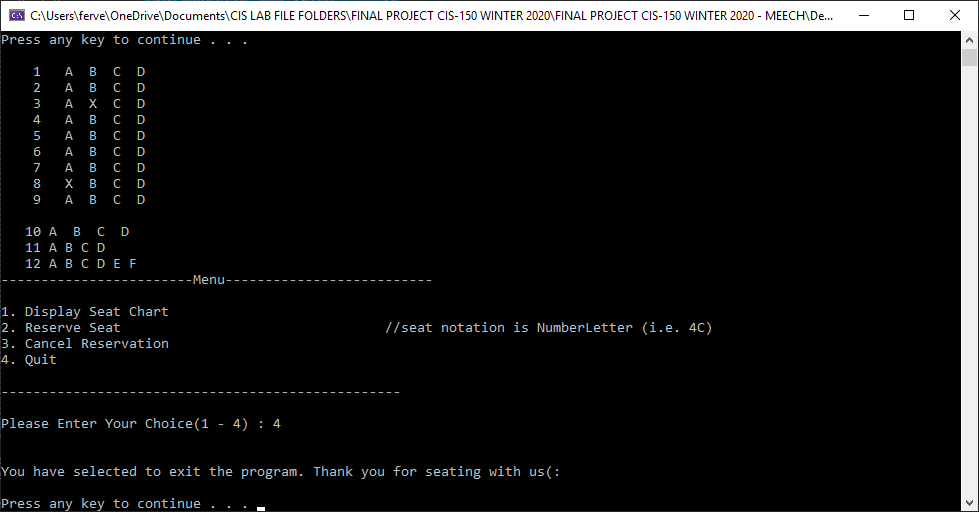 C:\Users\ferve\OneDrive\Documents\CIS LAB FILE FOLDERS\FINAL PROJECT CIS-150 WINTER 2020\FINAL PROJECT CIS-150 WINTER 2020 - MEECH\De...
Press any key to continue . . .
1 A B C D
2 A B C D
3 A X C D
4 A B C D
5 A B C D
6 A B C D
7 A B C D
8 X B C D
9 A B C D
10 A B C D
11 A B C D
12 A B C D E F
------------------------Menu--------------------------
1. Display Seat Chart
2. Reserve Seat //seat notation is NumberLetter (i.e. 4C)
3. Cancel Reservation
4. Quit
--------------------------------------------------
Please Enter Your Choice(1 - 4) : 4
You have selected to exit the program. Thank you for seating with us(:
Press any key to continue . . .